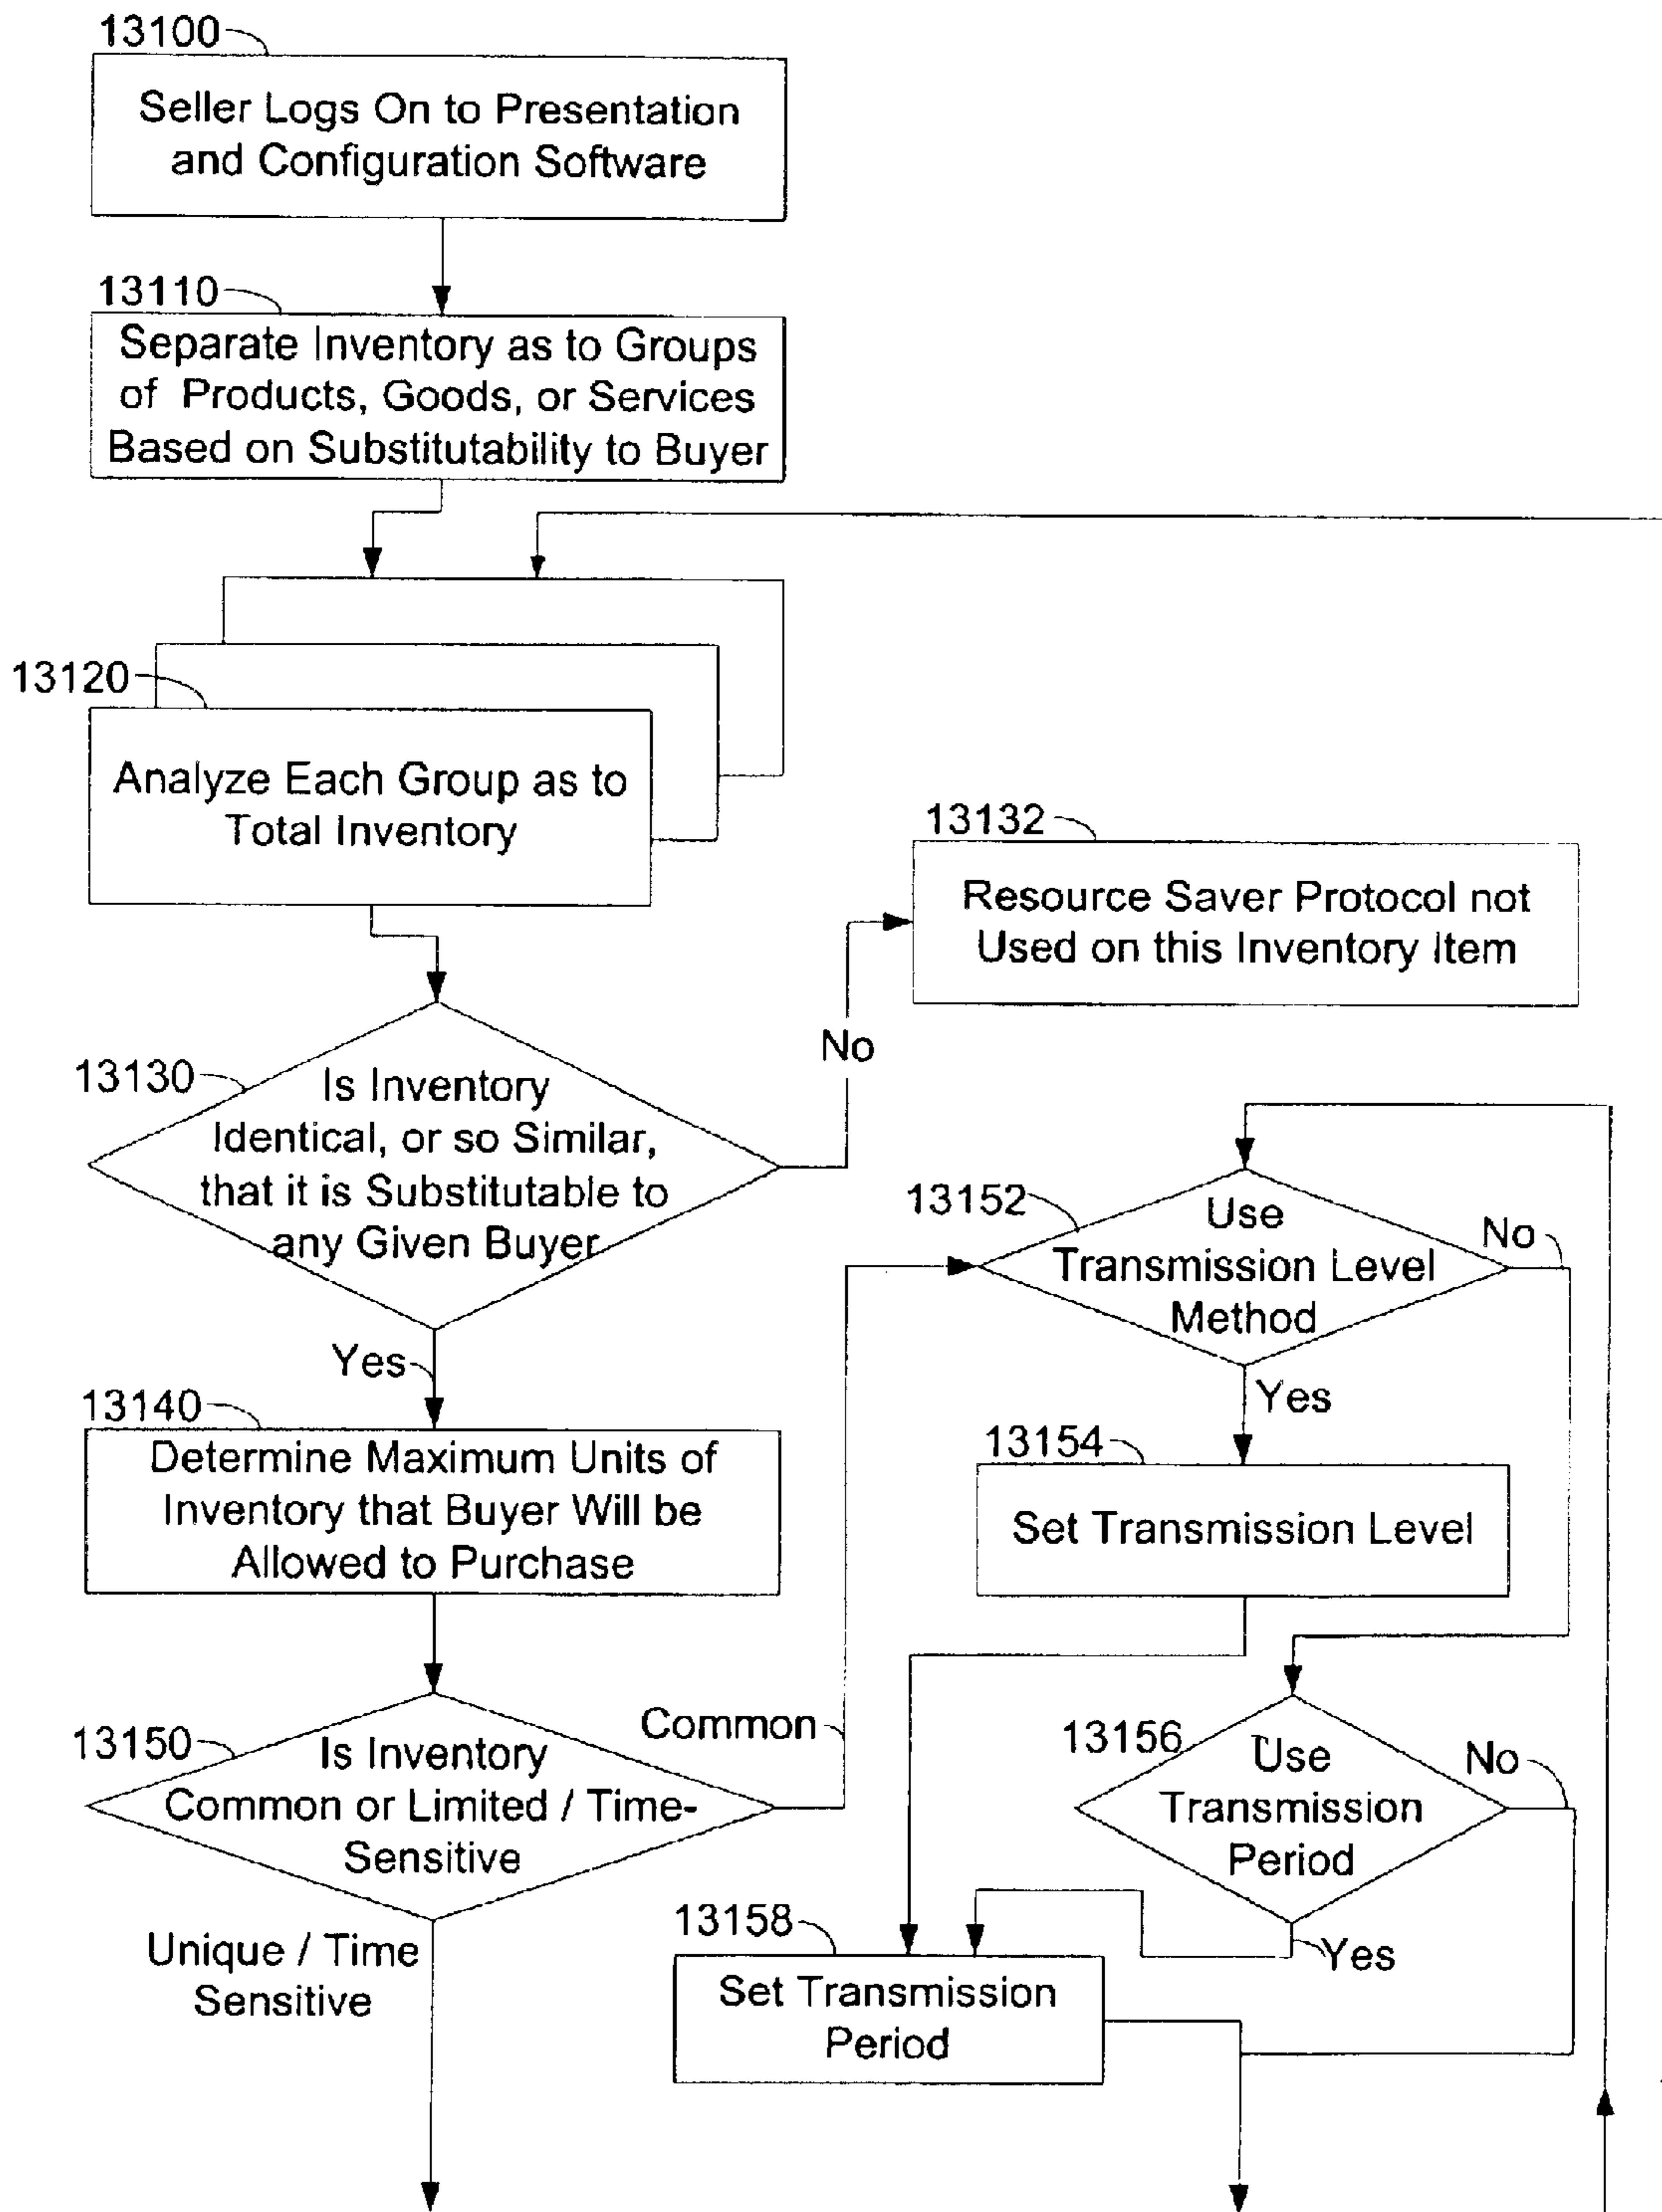 13100
Seller Logs On to Presentation
and Configuration Software
13110
Separate Inventory as to Groups
of Products, Goods, or Services
Based on Substitutability to Buyer
13120
Analyze Each Group as to
Total Inventory
13132
Resource Saver Protocol not
Used on this Inventory Item
No
13130
Is Inventory
Identical, or so Similar,
that it is Substitutable to
any Given Buyer
Yes
13140
Determine Maximum Units of
Inventory that Buyer Will be
Allowed to Purchase
13150
Is Inventory
Common or Limited / Time-
Sensitive
Common
Unique / Time
Sensitive
13152
Use
Transmission Level
Method
No
Yes
13154
Set Transmission Level
13156
Use
Transmission
Period
No
Yes
13158
Set Transmission
Period